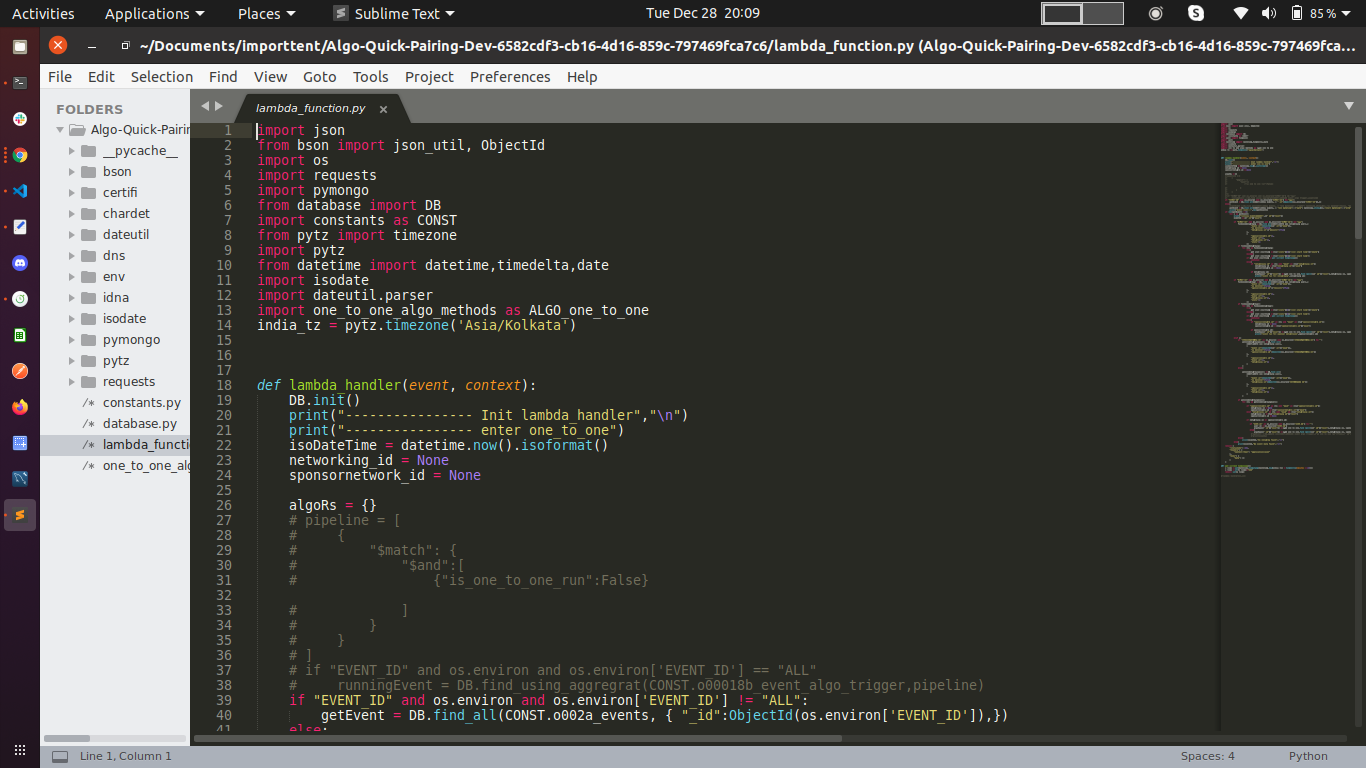 Activities Applications Places Sublime Text Tue Dec 28 20:09 85 %
~/Documents/importtent/Algo-Quick-Pairing-Dev-6582cdf3-cb16-4d16-859c-797469fca7c6/lambda_function.py (Algo-Quick-Pairing-Dev-6582cdf3-cb16-4d16-859c-797469fca...
File Edit Selection Find View Goto Tools Project Preferences Help
FOLDERS
Algo-Quick-Pairin
__pycache__
bson
certifi
chardet
dateutil
dns
env
idna
isodate
pymongo
pytz
requests
/* constants.py
/* database.py
/* lambda_functi
/* one_to_one_alg
lambda_function.py ×
1 import json
2 from bson import json_util, ObjectId
3 import os
4 import requests
5 import pymongo
6 from database import DB
7 import constants as CONST
8 from pytz import timezone
9 import pytz
10 from datetime import datetime,timedelta,date
11 import isodate
12 import dateutil.parser
13 import one_to_one_algo_methods as ALGO_one_to_one
14 india_tz = pytz.timezone('Asia/Kolkata')
15
16
17
18 def lambda_handler(event, context):
19     DB.init()
20     print("---------------- Init lambda_handler","\n")
21     print("---------------- enter one_to_one")
22     isoDateTime = datetime.now().isoformat()
23     networking_id = None
24     sponsornetwork_id = None
25
26     algoRs = {}
27     # pipeline = [
28     #     {
29     #         "$match": {
30     #             "$and":[
31     #                 {"is_one_to_one_run":False}
32
33     #             ]
34     #         }
35     #     }
36     # ]
37     # if "EVENT_ID" and os.environ and os.environ['EVENT_ID'] == "ALL"
38     #     runningEvent = DB.find_using_aggregrat(CONST.o00018b_event_algo_trigger,pipeline)
39     if "EVENT_ID" and os.environ and os.environ['EVENT_ID'] != "ALL":
40         getEvent = DB.find_all(CONST.o002a_events, { "_id":ObjectId(os.environ['EVENT_ID']),})
41     else:
Line 1, Column 1 Spaces: 4 Python